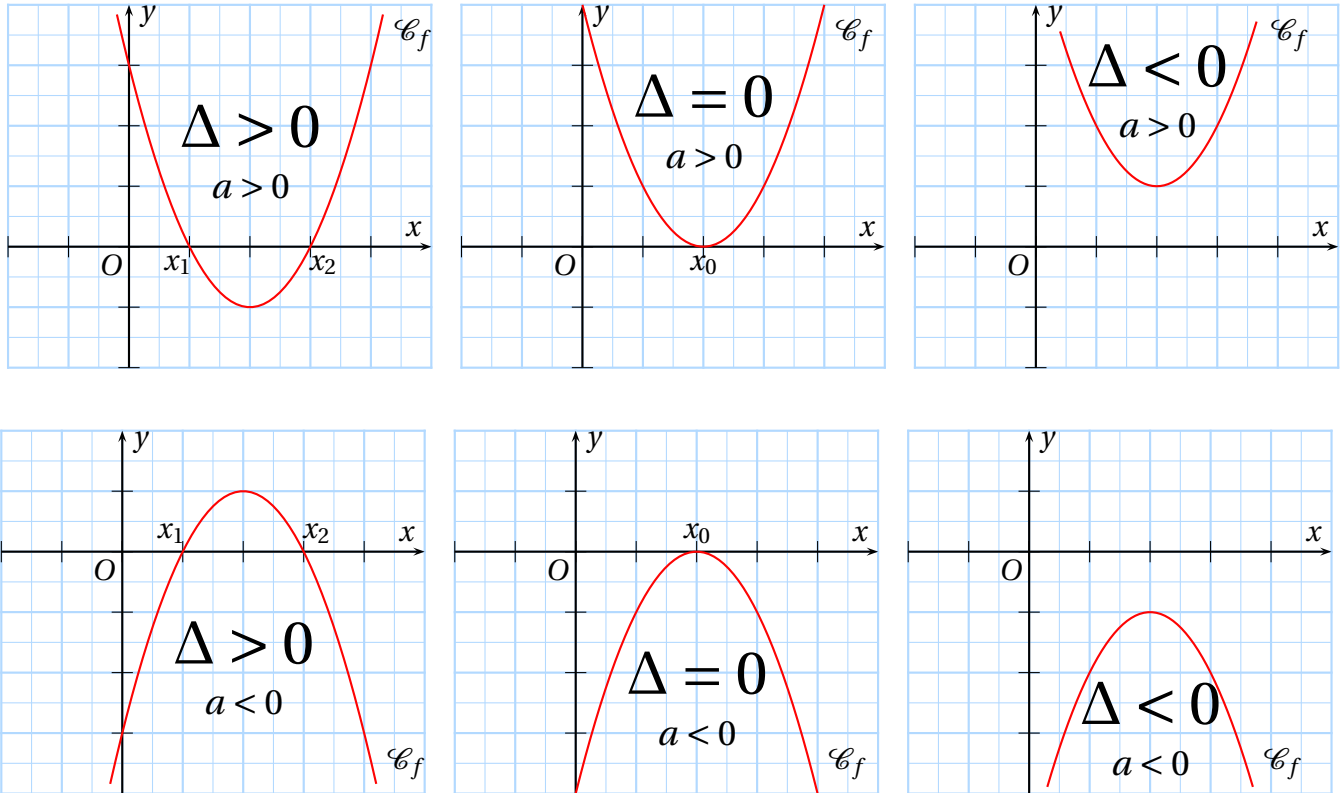 y
𝒞f
Δ > 0
a > 0
x
O
x1
x2
y
𝒞f
Δ = 0
a > 0
x
O
x0
y
𝒞f
Δ < 0
a > 0
x
O
y
x1
x2
x
O
Δ > 0
a < 0
𝒞f
y
x0
x
O
Δ = 0
a < 0
𝒞f
y
x
O
Δ < 0
a < 0
𝒞f